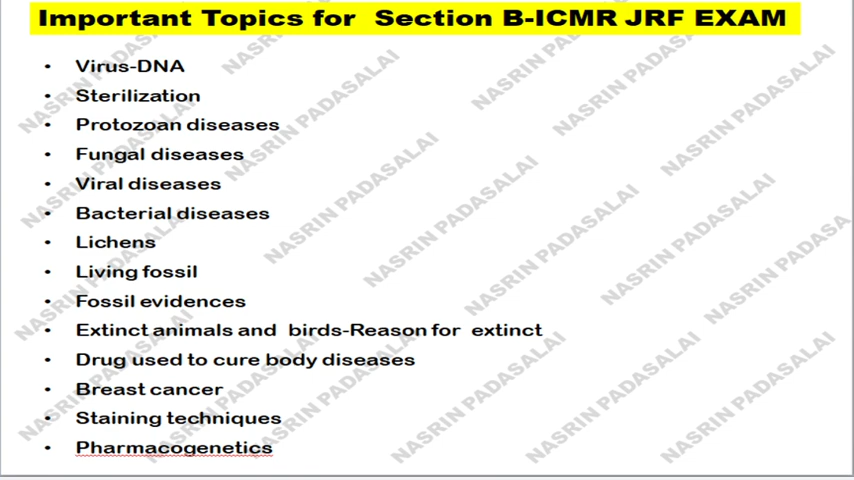 Important Topics for Section B-ICMR JRF EXAM
• Virus-DNA
• Sterilization
• Protozoan diseases
• Fungal diseases
• Viral diseases
• Bacterial diseases
• Lichens
• Living fossil
• Fossil evidences
• Extinct animals and birds-Reason for extinct
• Drug used to cure body diseases
• Breast cancer
• Staining techniques
• Pharmacogenetics
NASRIN PADASALAI